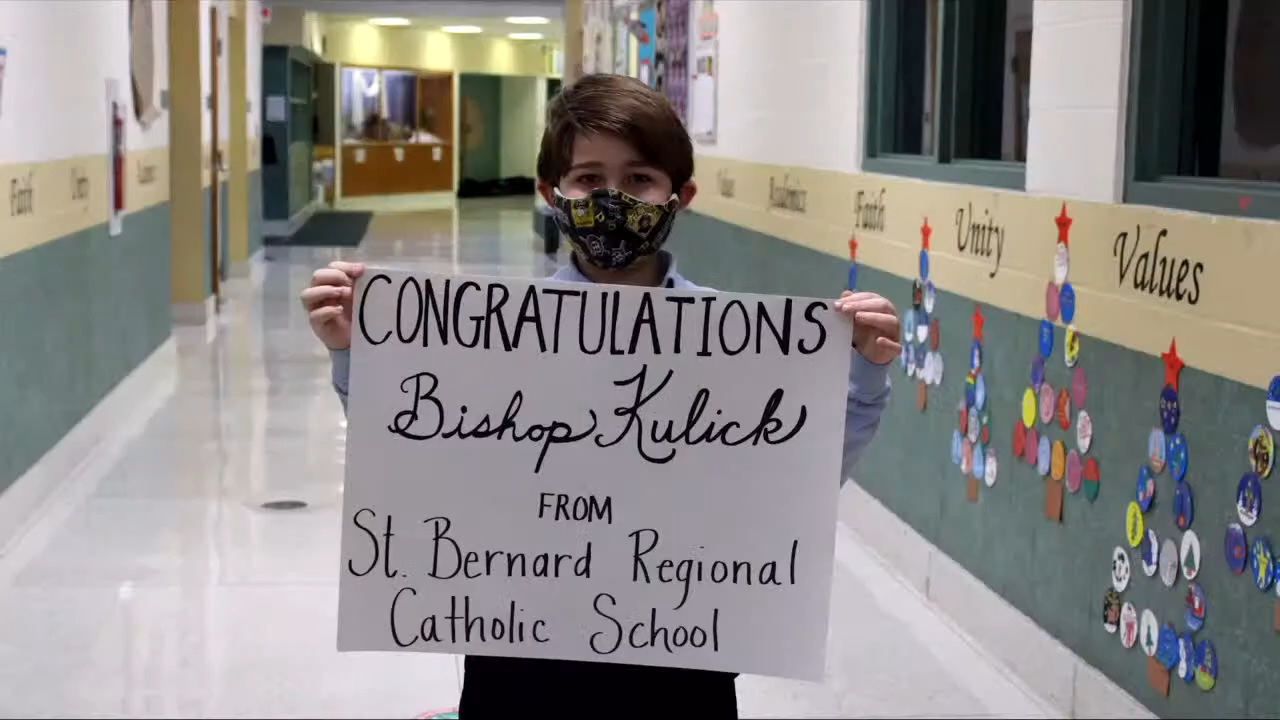 CONGRATULATIONS
Bishop Kulick
FROM
St. Bernard Regional
Catholic School
Faith
Unity
Values
Academics
Faith
Unity
Values